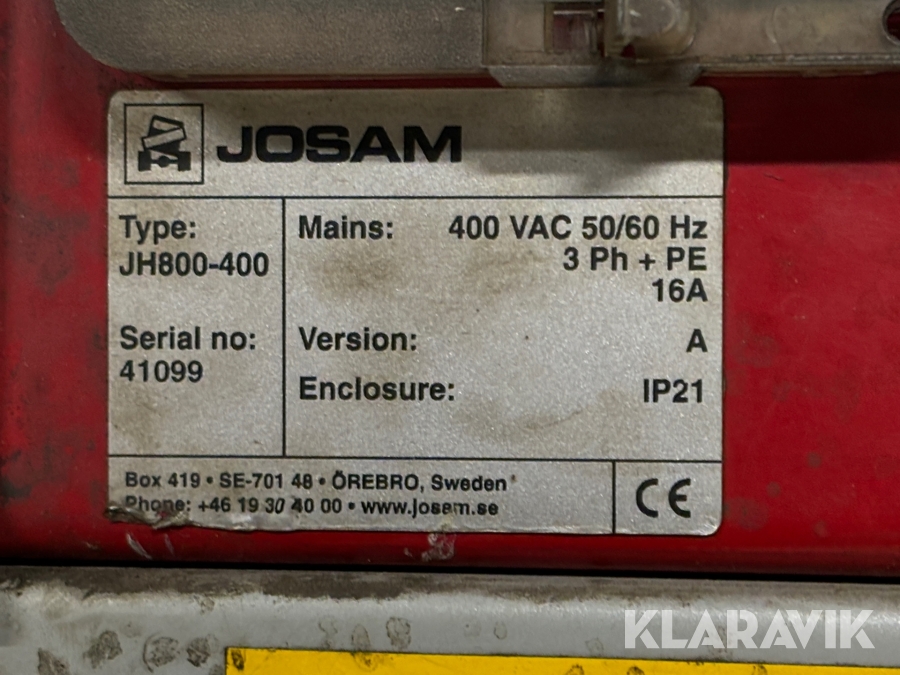 JOSAM
Type:
JH800-400
Serial no:
41099
Mains: 400 VAC 50/60 Hz
3 Ph + PE
16A
Version: A
Enclosure: IP21
Box 419 • SE-701 48 • ÖREBRO, Sweden
Phone: +46 19 30 40 00 • www.josam.se
CE
KLARAVIK